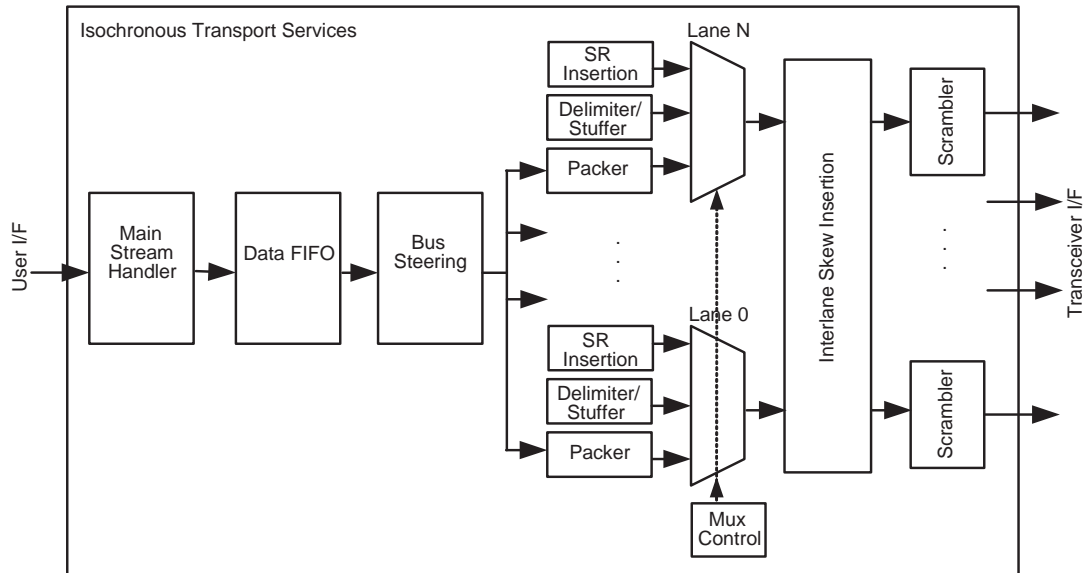 Isochronous Transport Services
Lane N
SR
Insertion
Delimiter/
Stuffer
Packer
User I/F
Main
Stream
Handler
Data FIFO
Bus
Steering
. . .
Lane 0
SR
Insertion
Delimiter/
Stuffer
Packer
Mux
Control
Interlane Skew Insertion
Scrambler
. . .
Scrambler
Transceiver I/F